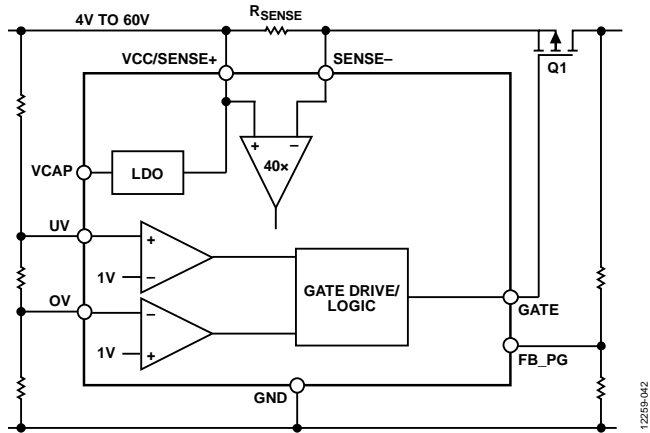 4V TO 60V
RSENSE
VCC/SENSE+
SENSE–
Q1
+
–
40×
VCAP
LDO
UV
+
1V
–
OV
–
1V
+
GATE DRIVE/
LOGIC
GATE
FB_PG
GND
12259-042